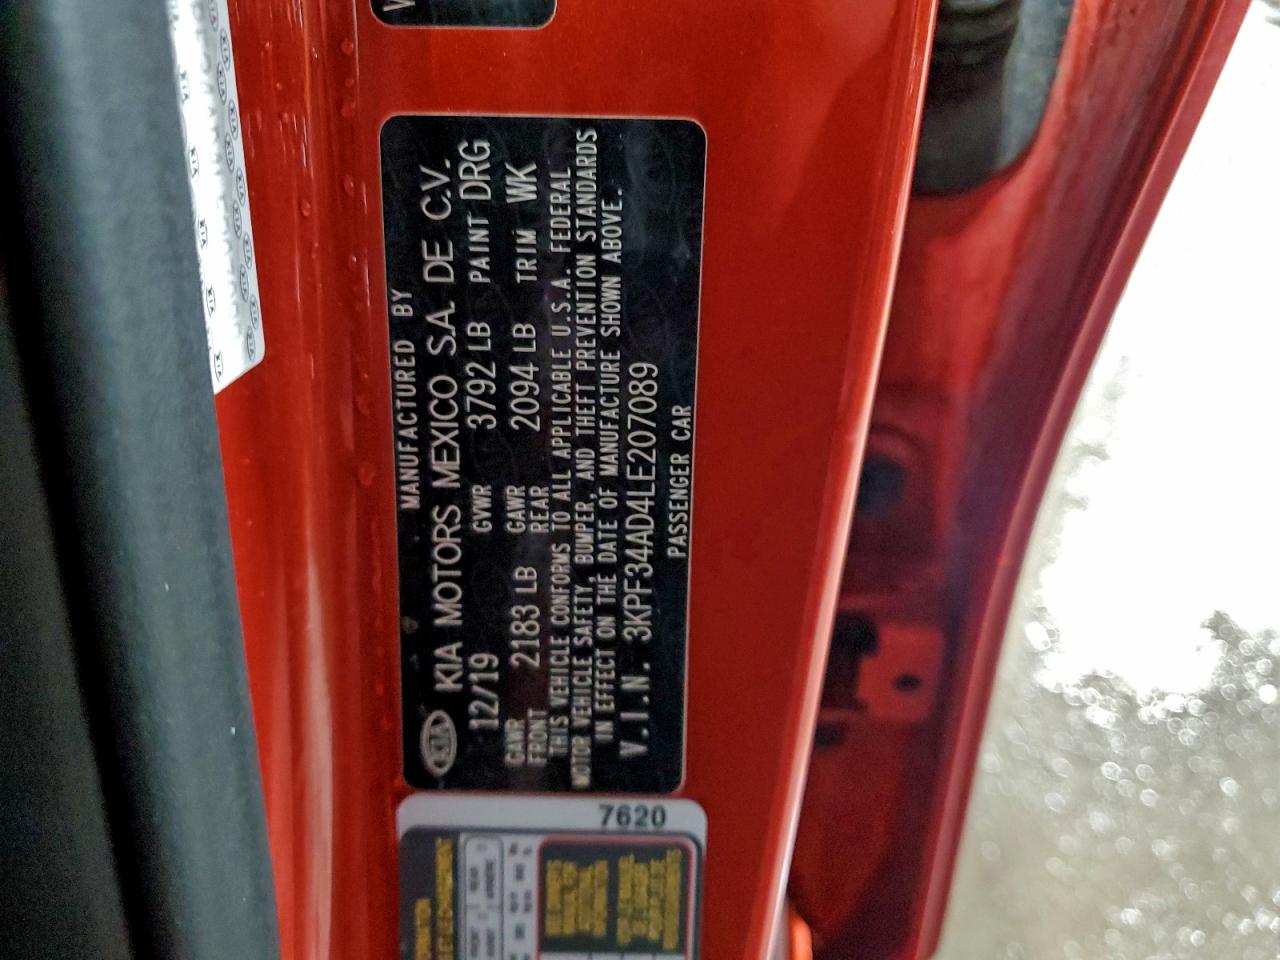 MANUFACTURED BY
KIA KIA MOTORS MEXICO S.A. DE C.V.
12/19 GVWR 3792 LB PAINT DRG
GAWR FRONT 2183 LB GAWR REAR 2094 LB TRIM WK
THIS VEHICLE CONFORMS TO ALL APPLICABLE U.S.A. FEDERAL
MOTOR VEHICLE SAFETY, BUMPER, AND THEFT PREVENTION STANDARDS
IN EFFECT ON THE DATE OF MANUFACTURE SHOWN ABOVE.
V.I.N. 3KPF34AD4LE207089
PASSENGER CAR
7620